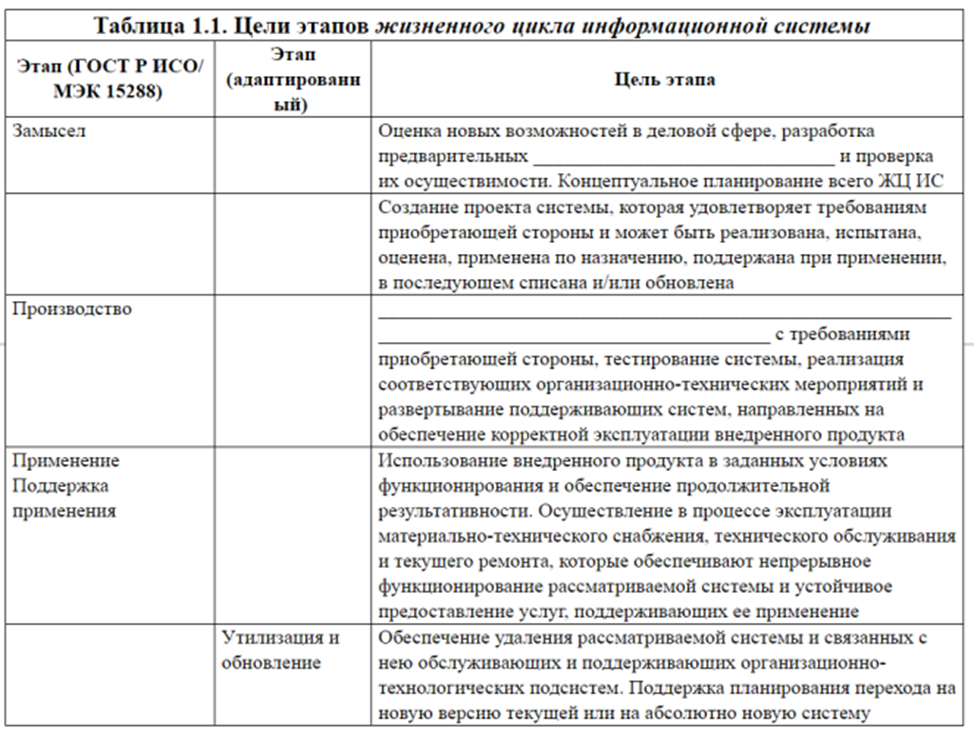 Таблица 1.1. Цели этапов жизненного цикла информационной системы
Этап (ГОСТ Р ИСО/
МЭК 15288)
Этап
(адаптированн
ый)
Цель этапа
Замысел
Оценка новых возможностей в деловой сфере, разработка
предварительных ______________________________ и проверка
их осуществимости. Концептуальное планирование всего ЖЦ ИС
Создание проекта системы, которая удовлетворяет требованиям
приобретающей стороны и может быть реализована, испытана,
оценена, применена по назначению, поддержана при применении,
в последующем списана и/или обновлена
Производство
_________________________________________________________
_______________________________________ с требованиями
приобретающей стороны, тестирование системы, реализация
соответствующих организационно-технических мероприятий и
развертывание поддерживающих систем, направленных на
обеспечение корректной эксплуатации внедренного продукта
Применение
Поддержка
применения
Использование внедренного продукта в заданных условиях
функционирования и обеспечение продолжительной
результативности. Осуществление в процессе эксплуатации
материально-технического снабжения, технического обслуживания
и текущего ремонта, которые обеспечивают непрерывное
функционирование рассматриваемой системы и устойчивое
предоставление услуг, поддерживающих ее применение
Утилизация и
обновление
Обеспечение удаления рассматриваемой системы и связанных с
нею обслуживающих и поддерживающих организационно-
технологических подсистем. Поддержка планирования перехода на
новую версию текущей или на абсолютно новую систему